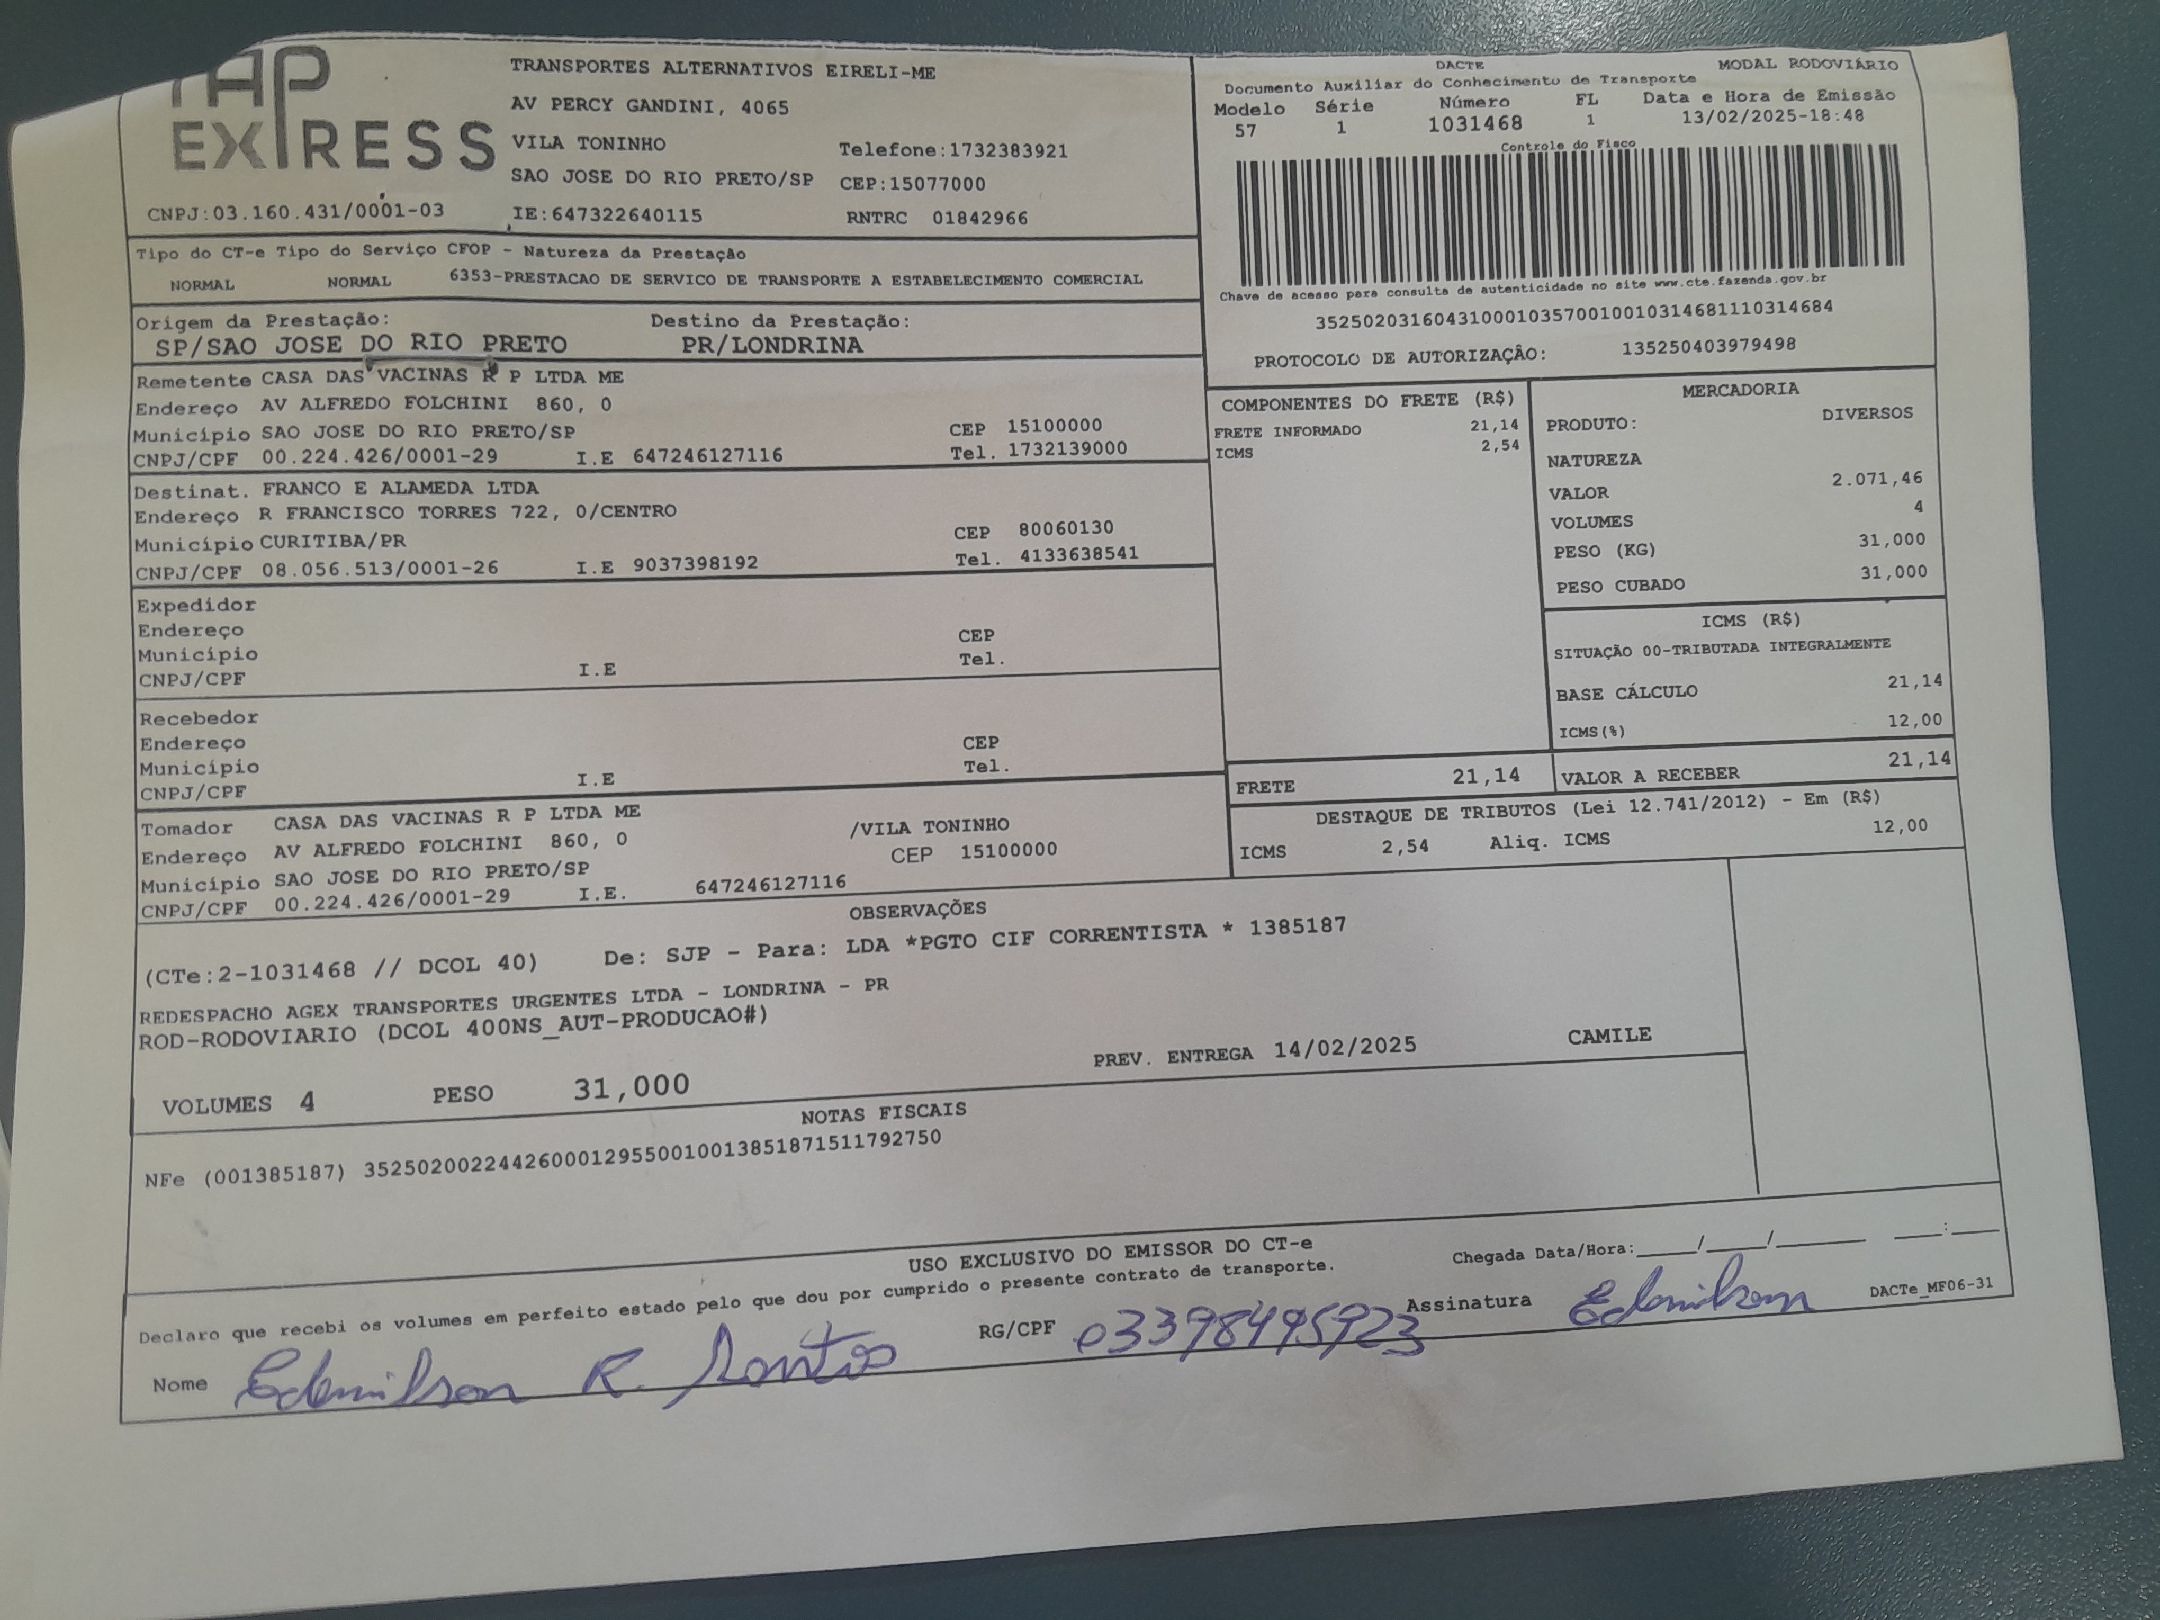 TAP
EXPRESS
CNPJ:03.160.431/0001-03
TRANSPORTES ALTERNATIVOS EIRELI-ME
AV PERCY GANDINI, 4065
VILA TONINHO Telefone:1732383921
SAO JOSE DO RIO PRETO/SP CEP:15077000
IE:647322640115 RNTRC 01842966
DACTE MODAL RODOVIÁRIO
Documento Auxiliar do Conhecimento de Transporte
Modelo Série Número FL Data e Hora de Emissão
57 1 1031468 1 13/02/2025-18:48
Controle do Fisco
Chave de acesso para consulta de autenticidade no site www.cte.fazenda.gov.br
35250203160431000103570010010314681110314684
PROTOCOLO DE AUTORIZAÇÃO: 135250403979498
Tipo do CT-e Tipo do Serviço CFOP - Natureza da Prestação
NORMAL NORMAL 6353-PRESTACAO DE SERVICO DE TRANSPORTE A ESTABELECIMENTO COMERCIAL
Origem da Prestação: Destino da Prestação:
SP/SAO JOSE DO RIO PRETO PR/LONDRINA
Remetente CASA DAS VACINAS R P LTDA ME
Endereço AV ALFREDO FOLCHINI 860, 0
Município SAO JOSE DO RIO PRETO/SP CEP 15100000
CNPJ/CPF 00.224.426/0001-29 I.E 647246127116 Tel. 1732139000
Destinat. FRANCO E ALAMEDA LTDA
Endereço R FRANCISCO TORRES 722, 0/CENTRO
Município CURITIBA/PR CEP 80060130
CNPJ/CPF 08.056.513/0001-26 I.E 9037398192 Tel. 4133638541
Expedidor
Endereço
Município CEP
CNPJ/CPF I.E Tel.
Recebedor
Endereço
Município CEP
CNPJ/CPF I.E Tel.
Tomador CASA DAS VACINAS R P LTDA ME
Endereço AV ALFREDO FOLCHINI 860, 0 /VILA TONINHO
Município SAO JOSE DO RIO PRETO/SP CEP 15100000
CNPJ/CPF 00.224.426/0001-29 I.E. 647246127116
COMPONENTES DO FRETE (R$)
FRETE INFORMADO 21,14
ICMS 2,54
MERCADORIA
PRODUTO: DIVERSOS
NATUREZA
VALOR 2.071,46
VOLUMES 4
PESO (KG) 31,000
PESO CUBADO 31,000
ICMS (R$)
SITUAÇÃO 00-TRIBUTADA INTEGRALMENTE
BASE CÁLCULO 21,14
ICMS(%) 12,00
FRETE 21,14 VALOR A RECEBER 21,14
DESTAQUE DE TRIBUTOS (Lei 12.741/2012) - Em (R$)
ICMS 2,54 Aliq. ICMS 12,00
OBSERVAÇÕES
(CTe:2-1031468 // DCOL 40) De: SJP - Para: LDA *PGTO CIF CORRENTISTA * 1385187
REDESPACHO AGEX TRANSPORTES URGENTES LTDA - LONDRINA - PR
ROD-RODOVIARIO (DCOL 400NS_AUT-PRODUCAO#)
PREV. ENTREGA 14/02/2025 CAMILE
VOLUMES 4 PESO 31,000
NOTAS FISCAIS
NFe (001385187) 35250200224426000129550010013851871511792750
USO EXCLUSIVO DO EMISSOR DO CT-e
Declaro que recebi os volumes em perfeito estado pelo que dou por cumprido o presente contrato de transporte.
Chegada Data/Hora:_____/_____/________ ____:____
Nome Edemilson R. Santos RG/CPF 03398495923 Assinatura Edemilson DACTe_MF06-31